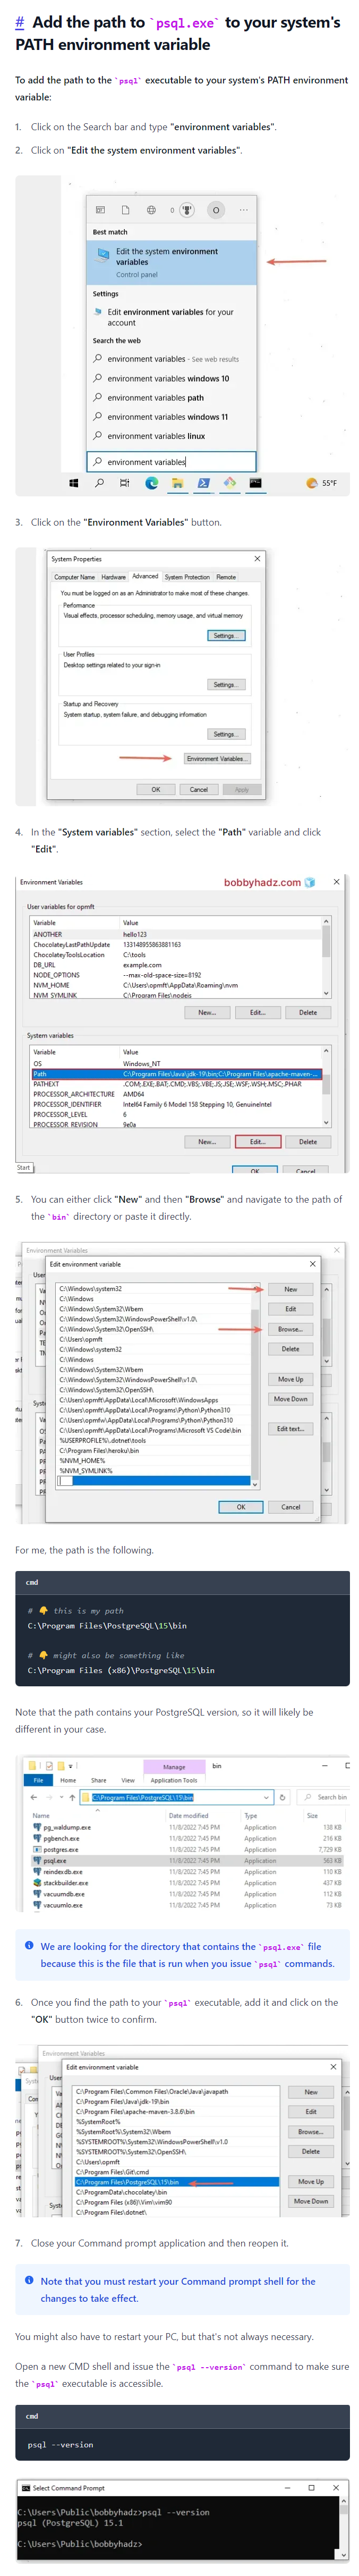 # Add the path to `psql.exe` to your system's
PATH environment variable
To add the path to the `psql` executable to your system's PATH environment
variable:
1. Click on the Search bar and type "environment variables".
2. Click on "Edit the system environment variables".
0
O
...
Best match
Edit the system environment
variables
Control panel
Settings
Edit environment variables for your
account
Search the web
environment variables - See web results
environment variables windows 10
environment variables path
environment variables windows 11
environment variables linux
environment variables
55°F
3. Click on the "Environment Variables" button.
System Properties
Computer Name Hardware Advanced System Protection Remote
You must be logged on as an Administrator to make most of these changes.
Performance
Visual effects, processor scheduling, memory usage, and virtual memory
Settings...
User Profiles
Desktop settings related to your sign-in
Settings...
Startup and Recovery
System startup, system failure, and debugging information
Settings...
Environment Variables...
OK Cancel Apply
4. In the "System variables" section, select the "Path" variable and click
"Edit".
Environment Variables
bobbyhadz.com
User variables for opmft
Variable Value
ANOTHER hello123
ChocolateyLastPathUpdate 133148955863881163
ChocolateyToolsLocation C:\tools
DB_URL example.com
NODE_OPTIONS --max-old-space-size=8192
NVM_HOME C:\Users\opmft\AppData\Roaming\nvm
NVM_SYMLINK C:\Program Files\nodejs
New... Edit... Delete
System variables
Variable Value
OS Windows_NT
Path C:\Program Files\Java\jdk-19\bin;C:\Program Files\apache-maven-...
PATHEXT .COM;.EXE;.BAT;.CMD;.VBS;.VBE;.JS;.JSE;.WSF;.WSH;.MSC;.PHAR
PROCESSOR_ARCHITECTURE AMD64
PROCESSOR_IDENTIFIER Intel64 Family 6 Model 158 Stepping 10, GenuineIntel
PROCESSOR_LEVEL 6
PROCESSOR_REVISION 9e0a
New... Edit... Delete
Start
OK Cancel
5. You can either click "New" and then "Browse" and navigate to the path of
the `bin` directory or paste it directly.
Environment Variables
Edit environment variable
User
C:\Windows\system32
C:\Windows
C:\Windows\System32\Wbem
C:\Windows\System32\WindowsPowerShell\v1.0\
C:\Windows\System32\OpenSSH\
C:\Users\opmft
C:\Windows\system32
C:\Windows
C:\Windows\System32\Wbem
C:\Windows\System32\WindowsPowerShell\v1.0\
C:\Windows\System32\OpenSSH\
C:\Users\opmft\AppData\Local\Microsoft\WindowsApps
C:\Users\opmft\AppData\Local\Programs\Python\Python310
C:\Users\opmfw\AppData\Local\Programs\Python\Python310
C:\Users\opmft\AppData\Local\Programs\Microsoft VS Code\bin
%USERPROFILE%\.dotnet\tools
C:\Program Files\heroku\bin
%NVM_HOME%
%NVM_SYMLINK%
New
Edit
Browse...
Delete
Move Up
Move Down
Edit text...
OK Cancel
For me, the path is the following.
cmd
# 👇 this is my path
C:\Program Files\PostgreSQL\15\bin
# 👇 might also be something like
C:\Program Files (x86)\PostgreSQL\15\bin
Note that the path contains your PostgreSQL version, so it will likely be
different in your case.
Manage bin
File Home Share View Application Tools
C:\Program Files\PostgreSQL\15\bin
Search bin
Name Date modified Type Size
pg_waldump.exe 11/8/2022 7:45 PM Application 138 KB
pgbench.exe 11/8/2022 7:45 PM Application 216 KB
postgres.exe 11/8/2022 7:45 PM Application 7,729 KB
psql.exe 11/8/2022 7:45 PM Application 563 KB
reindexdb.exe 11/8/2022 7:45 PM Application 110 KB
stackbuilder.exe 11/8/2022 7:45 PM Application 437 KB
vacuumdb.exe 11/8/2022 7:45 PM Application 112 KB
vacuumlo.exe 11/8/2022 7:45 PM Application 73 KB
We are looking for the directory that contains the `psql.exe` file
because this is the file that is run when you issue `psql` commands.
6. Once you find the path to your `psql` executable, add it and click on the
"OK" button twice to confirm.
Environment Variables
Edit environment variable
C:\Program Files\Common Files\Oracle\Java\javapath
C:\Program Files\Java\jdk-19\bin
C:\Program Files\apache-maven-3.8.6\bin
%SystemRoot%
%SystemRoot%\System32\Wbem
%SYSTEMROOT%\System32\WindowsPowerShell\v1.0
%SYSTEMROOT%\System32\OpenSSH\
C:\Users\opmft
C:\Program Files\Git\cmd
C:\Program Files\PostgreSQL\15\bin
C:\ProgramData\chocolatey\bin
C:\Program Files (x86)\Vim\vim90
C:\Program Files\dotnet\
New
Edit
Browse...
Delete
Move Up
Move Down
7. Close your Command prompt application and then reopen it.
Note that you must restart your Command prompt shell for the
changes to take effect.
You might also have to restart your PC, but that's not always necessary.
Open a new CMD shell and issue the `psql --version` command to make sure
the `psql` executable is accessible.
cmd
psql --version
Select Command Prompt
C:\Users\Public\bobbyhadz>psql --version
psql (PostgreSQL) 15.1
C:\Users\Public\bobbyhadz>